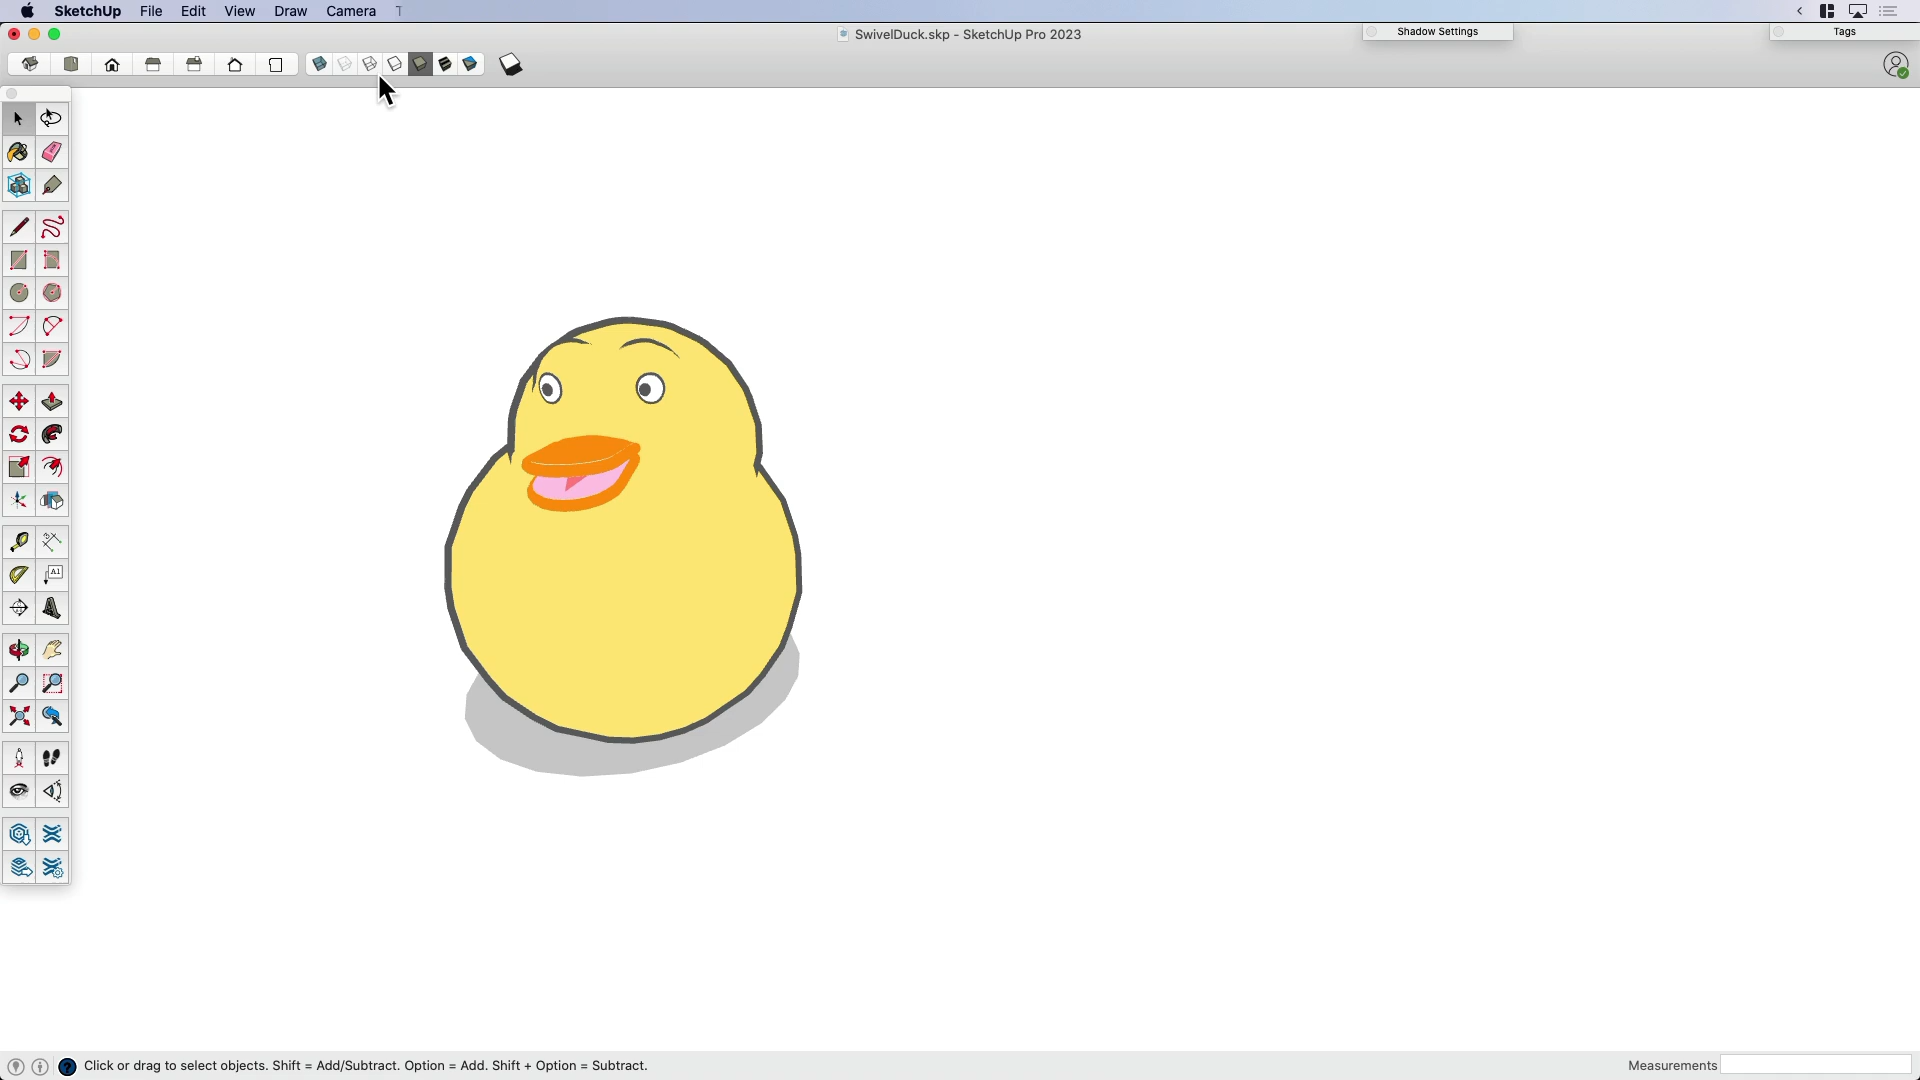 SketchUp File Edit View Draw Camera T
SwivelDuck.skp - SketchUp Pro 2023
Shadow Settings
Tags
A1
Click or drag to select objects. Shift = Add/Subtract. Option = Add. Shift + Option = Subtract.
Measurements